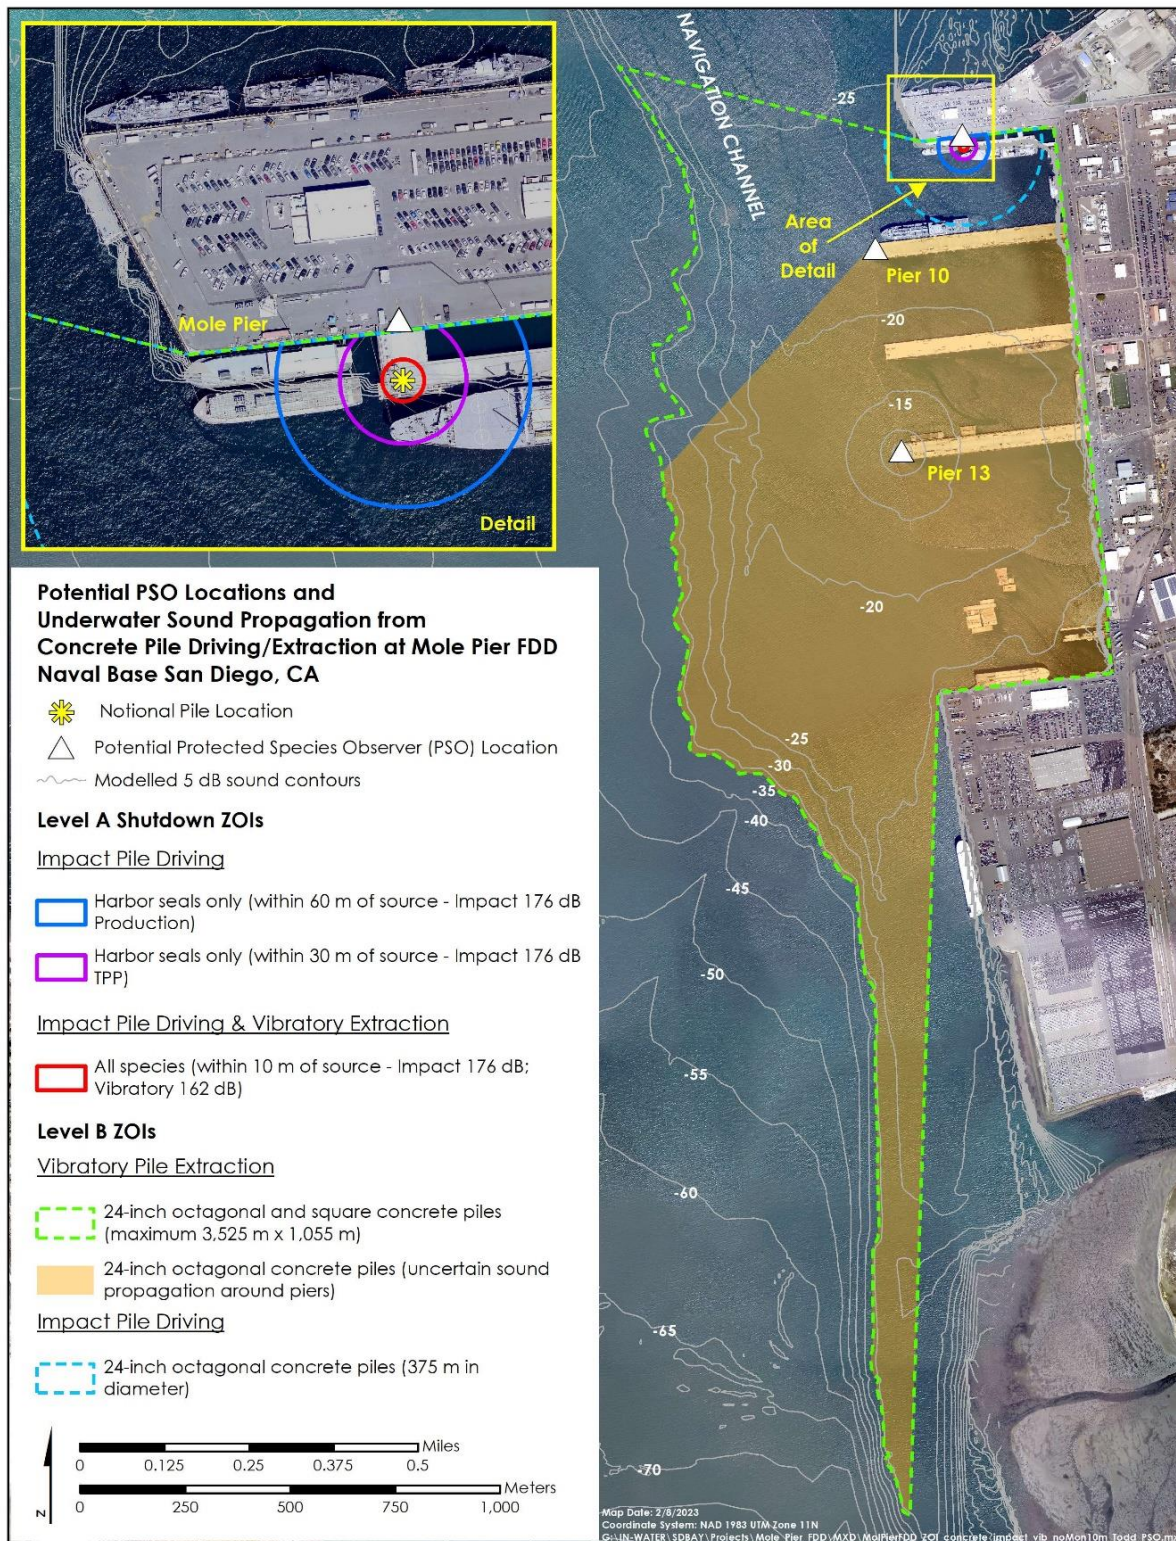 Mole Pier
Detail
NAVIGATION CHANNEL
-25
Area
of
Detail
Pier 10
-20
-15
Pier 13
-20
-25
-30
-35
-40
-45
-50
-55
-60
-65
-70
Potential PSO Locations and
Underwater Sound Propagation from
Concrete Pile Driving/Extraction at Mole Pier FDD
Naval Base San Diego, CA
Notional Pile Location
Potential Protected Species Observer (PSO) Location
Modelled 5 dB sound contours
Level A Shutdown ZOIs
Impact Pile Driving
Harbor seals only (within 60 m of source - Impact 176 dB
Production)
Harbor seals only (within 30 m of source - Impact 176 dB
TPP)
Impact Pile Driving & Vibratory Extraction
All species (within 10 m of source - Impact 176 dB;
Vibratory 162 dB)
Level B ZOIs
Vibratory Pile Extraction
24-inch octagonal and square concrete piles
(maximum 3,525 m x 1,055 m)
24-inch octagonal concrete piles (uncertain sound
propagation around piers)
Impact Pile Driving
24-inch octagonal concrete piles (375 m in
diameter)
N
Miles
0 0.125 0.25 0.375 0.5
Meters
0 250 500 750 1,000
Map Date: 2/8/2023
Coordinate System: NAD 1983 UTM Zone 11N
G:\IN-WATER\SDBAY\Projects\Mole_Pier_FDD\MXD\MolPierFDD_ZOI_concrete_impact_vib_noMon10m_Todd_PSO.mx